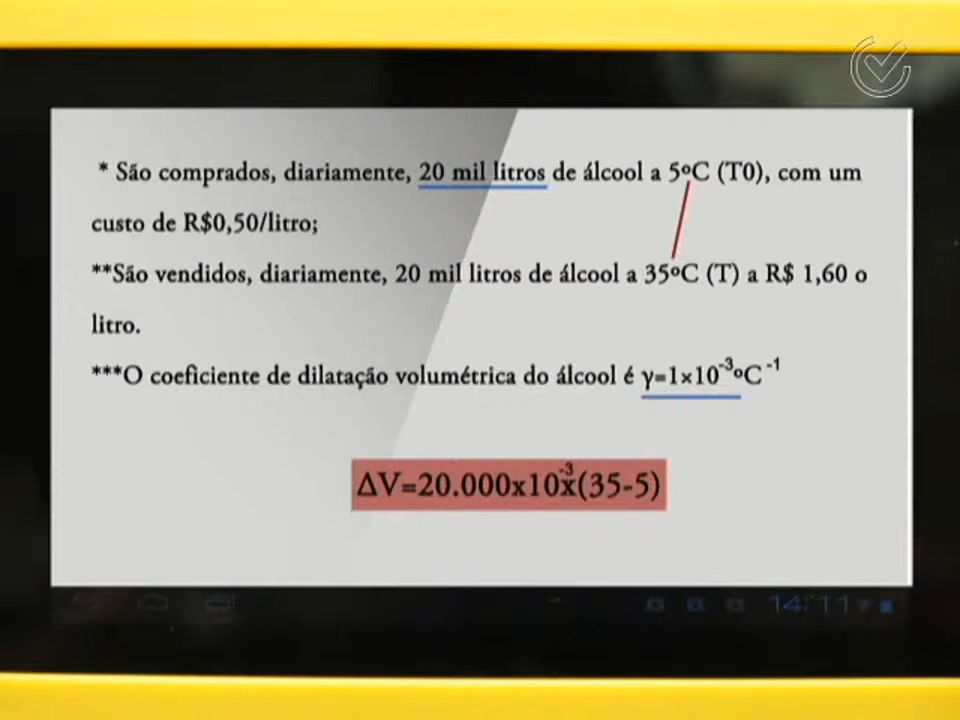 * São comprados, diariamente, 20 mil litros de álcool a 5ºC (T0), com um
custo de R$0,50/litro;
**São vendidos, diariamente, 20 mil litros de álcool a 35ºC (T) a R$ 1,60 o
litro.
***O coeficiente de dilatação volumétrica do álcool é γ=1×10⁻³ºC⁻¹
ΔV=20.000x10⁻³x(35-5)
14:11